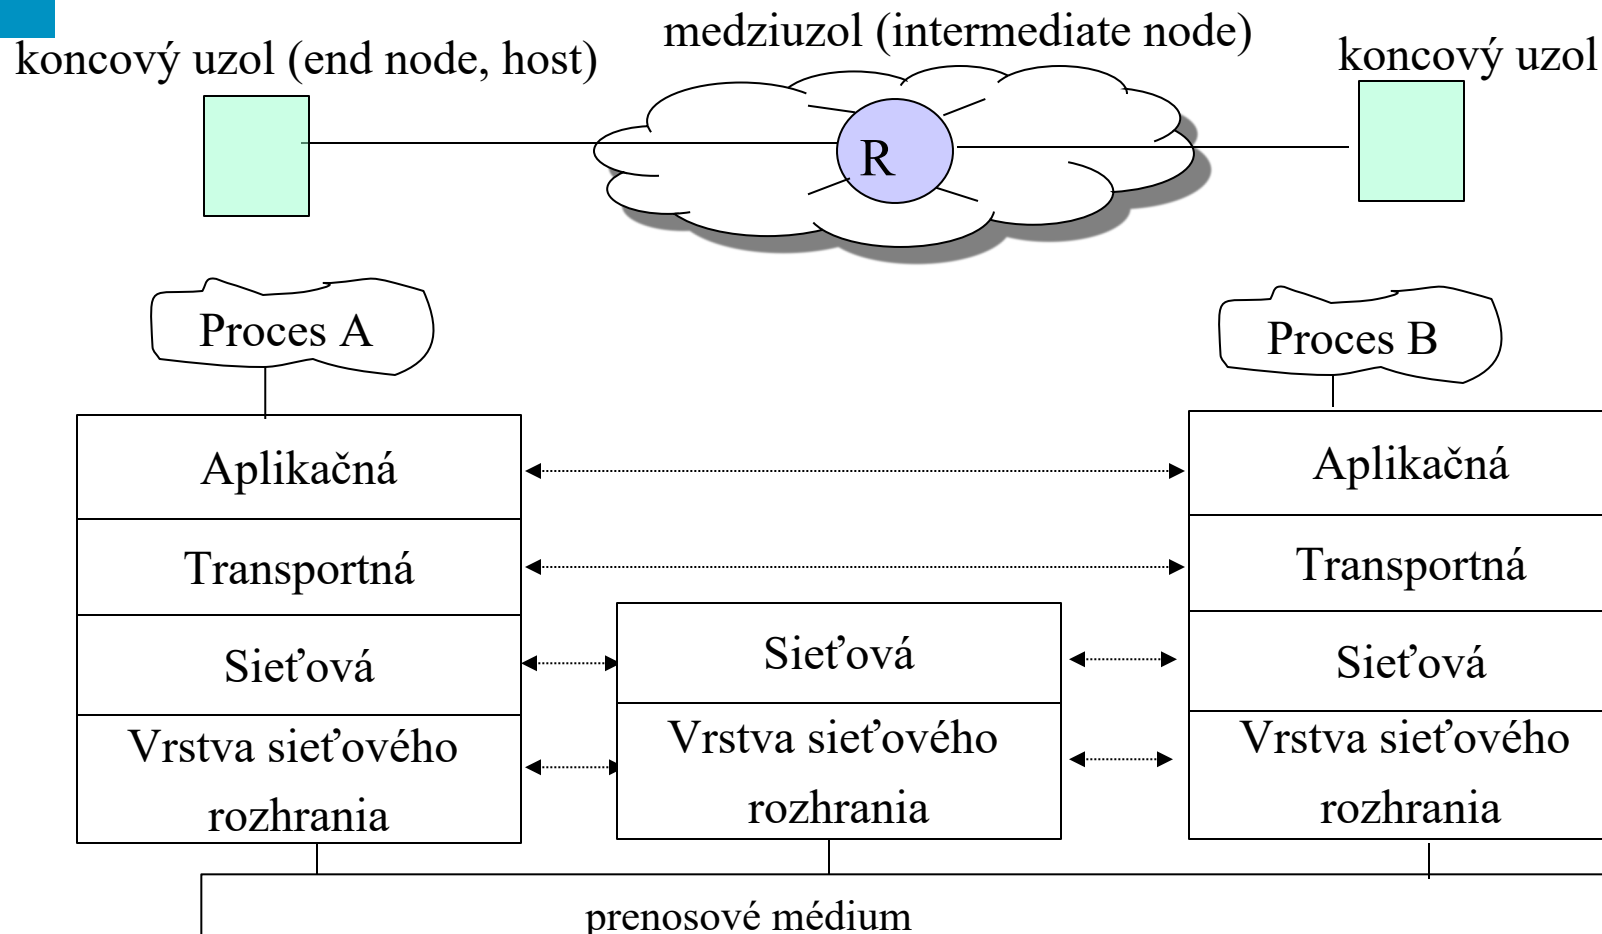 medziuzol (intermediate node)
koncový uzol (end node, host)
koncový uzol
R
Proces A
Proces B
Aplikačná
Aplikačná
Transportná
Transportná
Sieťová
Sieťová
Sieťová
Vrstva sieťového
rozhrania
Vrstva sieťového
rozhrania
Vrstva sieťového
rozhrania
prenosové médium